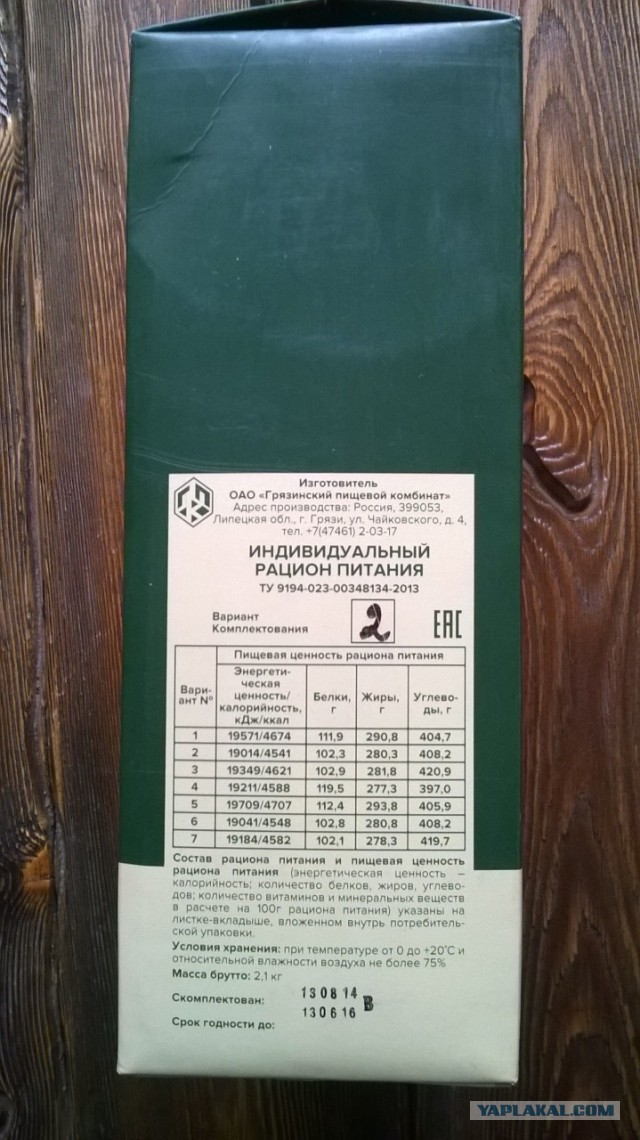 Изготовитель
ОАО «Грязинский пищевой комбинат»
Адрес производства: Россия, 399053,
Липецкая обл., г. Грязи, ул. Чайковского, д. 4,
тел. +7(47461) 2-03-17
ИНДИВИДУАЛЬНЫЙ
РАЦИОН ПИТАНИЯ
ТУ 9194-023-00348134-2013
Вариант
Комплектования
2
ЕАС
Вари-
ант №
Пищевая ценность рациона питания
Энергети-
ческая
ценность/
калорийность,
кДж/ккал
Белки,
г
Жиры,
г
Углево-
ды, г
1 19571/4674 111,9 290,8 404,7
2 19014/4541 102,3 280,3 408,2
3 19349/4621 102,9 281,8 420,9
4 19211/4588 119,5 277,3 397,0
5 19709/4707 112,4 293,8 405,9
6 19041/4548 102,8 280,8 408,2
7 19184/4582 102,1 278,3 419,7
Состав рациона питания и пищевая ценность
рациона питания (энергетическая ценность –
калорийность; количество белков, жиров, углево-
дов; количество витаминов и минеральных веществ
в расчете на 100г рациона питания) указаны на
листке-вкладыше, вложенном внутрь потребитель-
ской упаковки.
Условия хранения: при температуре от 0 до +20°С и
относительной влажности воздуха не более 75%
Масса брутто: 2,1 кг
Скомплектован: 130814 В
Срок годности до: 130616
YAPLAKAL.COM